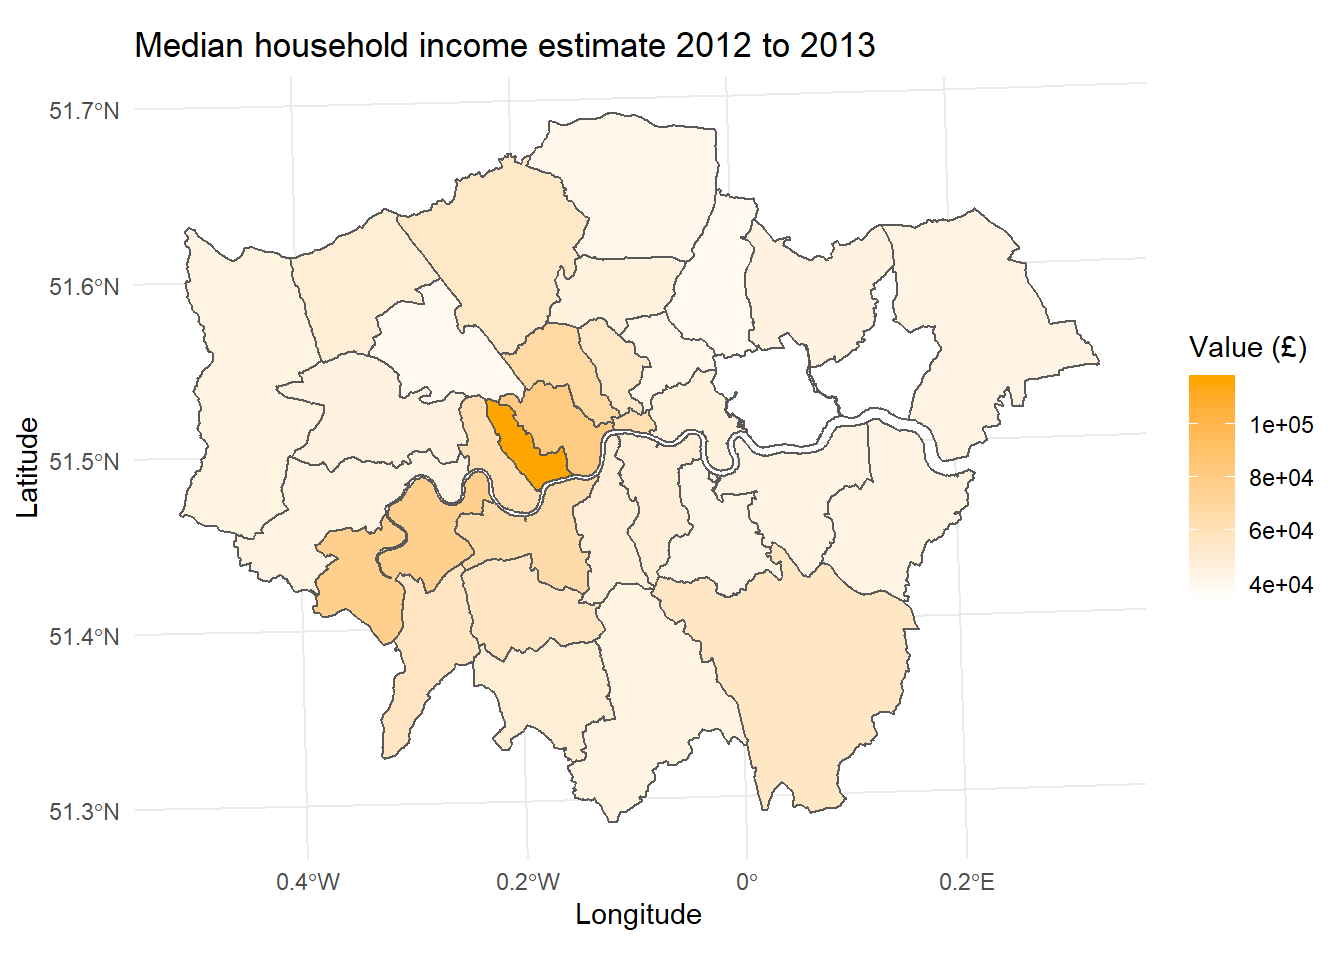 Median household income estimate 2012 to 2013
51.7°N
51.6°N
51.5°N
51.4°N
51.3°N
Latitude
0.4°W
0.2°W
0°
0.2°E
Longitude
Value (£)
1e+05
8e+04
6e+04
4e+04